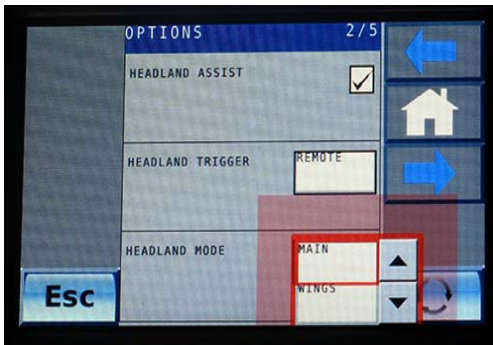 OPTIONS 2/5
HEADLAND ASSIST
HEADLAND TRIGGER REMOTE
HEADLAND MODE MAIN
WINGS
Esc